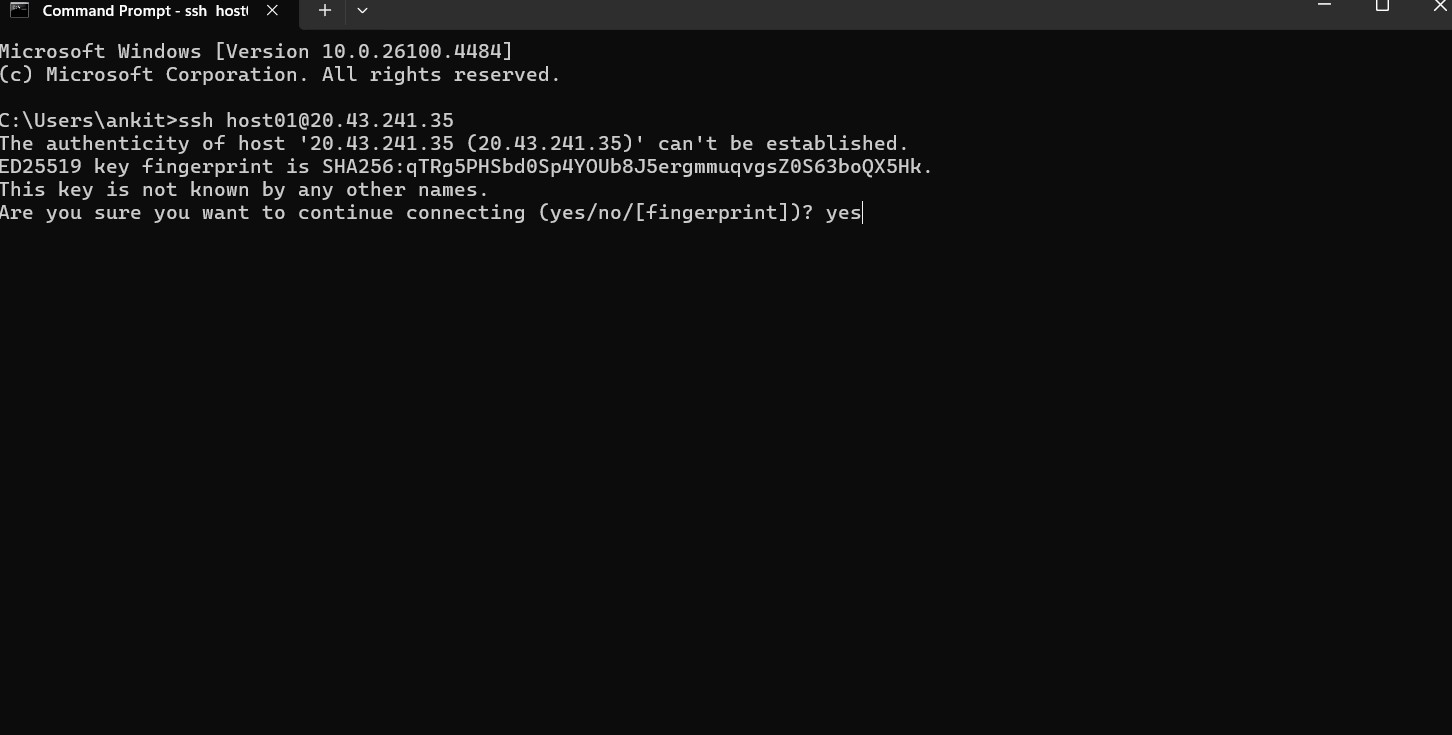 Command Prompt - ssh host0
Microsoft Windows [Version 10.0.26100.4484]
(c) Microsoft Corporation. All rights reserved.
C:\Users\ankit>ssh host01@20.43.241.35
The authenticity of host '20.43.241.35 (20.43.241.35)' can't be established.
ED25519 key fingerprint is SHA256:qTRg5PHSbd0Sp4YOUb8J5ergmmuqvgsZ0S63boQX5Hk.
This key is not known by any other names.
Are you sure you want to continue connecting (yes/no/[fingerprint])? yes